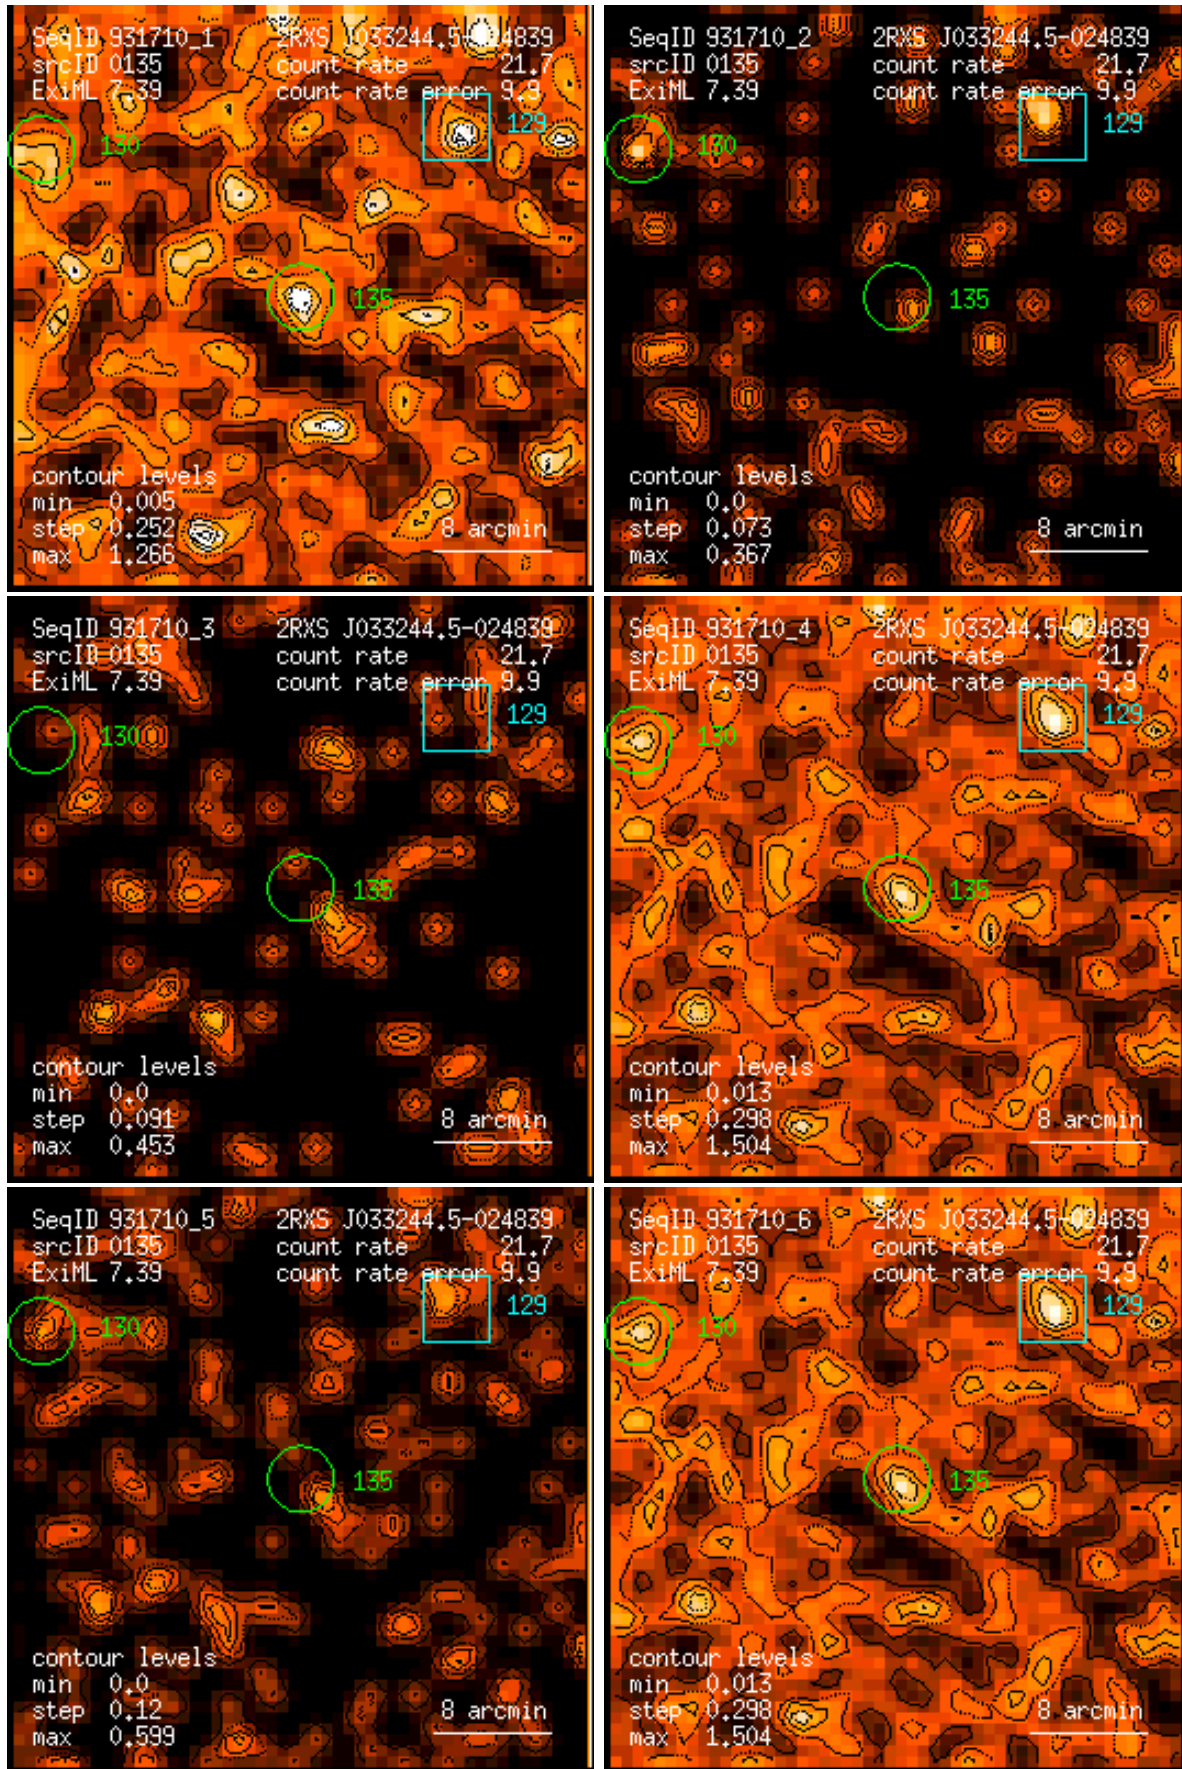 SeqID 931710_1 2RXS J033244.5-024839
srcID 0135 count rate 21.7
ExiML 7.39 count rate error 9.9
129
130
135
contour levels
min 0.005
step 0.252
max 1.266
8 arcmin
SeqID 931710_2 2RXS J033244.5-024839
srcID 0135 count rate 21.7
ExiML 7.39 count rate error 9.9
129
130
135
contour levels
min 0.0
step 0.073
max 0.367
8 arcmin
SeqID 931710_3 2RXS J033244.5-024839
srcID 0135 count rate 21.7
ExiML 7.39 count rate error 9.9
129
130
135
contour levels
min 0.0
step 0.091
max 0.453
8 arcmin
SeqID 931710_4 2RXS J033244.5-024839
srcID 0135 count rate 21.7
ExiML 7.39 count rate error 9.9
129
130
135
contour levels
min 0.013
step 0.298
max 1.504
8 arcmin
SeqID 931710_5 2RXS J033244.5-024839
srcID 0135 count rate 21.7
ExiML 7.39 count rate error 9.9
129
130
135
contour levels
min 0.0
step 0.12
max 0.599
8 arcmin
SeqID 931710_6 2RXS J033244.5-024839
srcID 0135 count rate 21.7
ExiML 7.39 count rate error 9.9
129
130
135
contour levels
min 0.013
step 0.298
max 1.504
8 arcmin